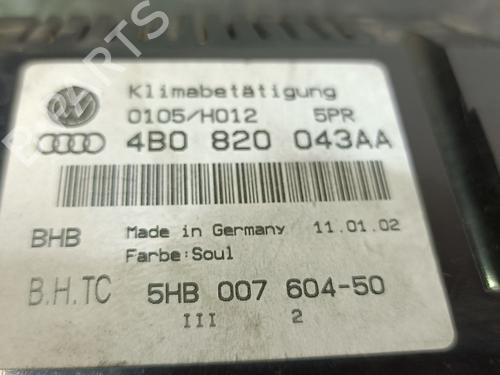 Klimabetätigung
0105/H012 5PR
4B0 820 043AA
BHB Made in Germany 11.01.02
Farbe:Soul
B.H.TC 5HB 007 604-50
III 2